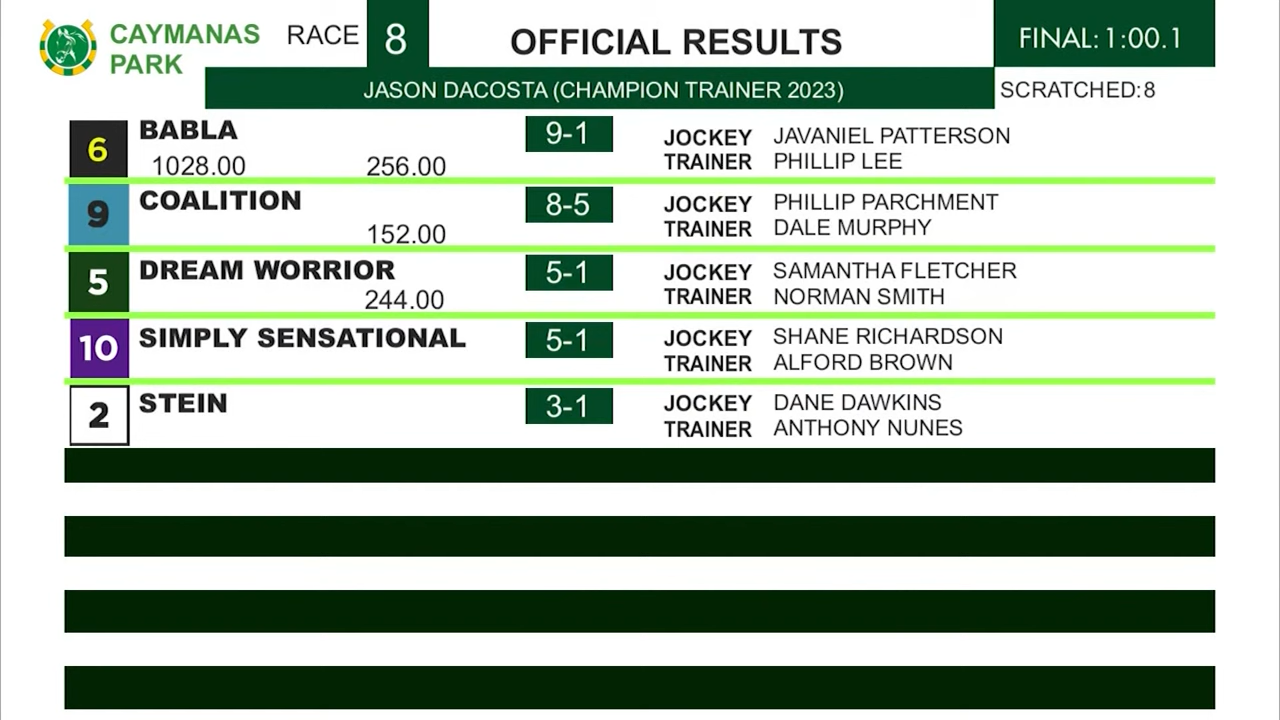 CAYMANAS PARK
RACE 8
OFFICIAL RESULTS
FINAL: 1:00.1
JASON DACOSTA (CHAMPION TRAINER 2023)
SCRATCHED: 8
6 BABLA 9-1 JOCKEY JAVANIEL PATTERSON
1028.00 256.00 TRAINER PHILLIP LEE
9 COALITION 8-5 JOCKEY PHILLIP PARCHMENT
152.00 TRAINER DALE MURPHY
5 DREAM WORRIOR 5-1 JOCKEY SAMANTHA FLETCHER
244.00 TRAINER NORMAN SMITH
10 SIMPLY SENSATIONAL 5-1 JOCKEY SHANE RICHARDSON
TRAINER ALFORD BROWN
2 STEIN 3-1 JOCKEY DANE DAWKINS
TRAINER ANTHONY NUNES